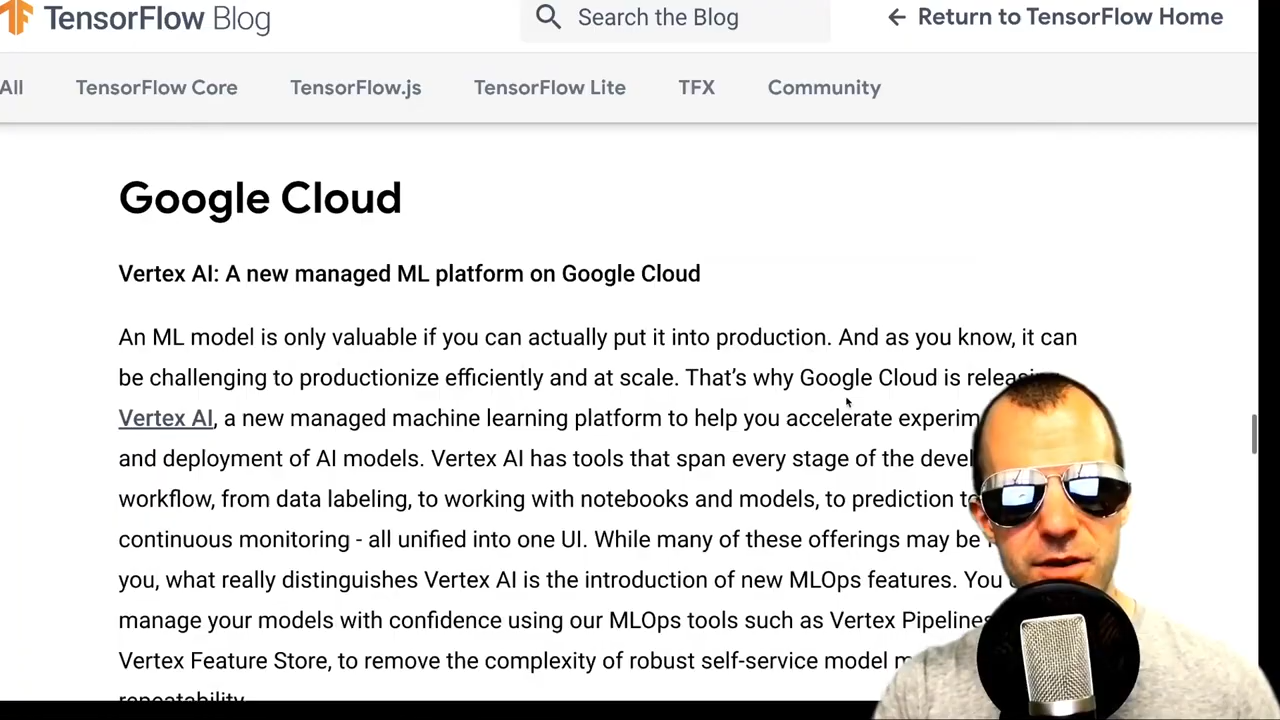 TensorFlow Blog
Search the Blog
← Return to TensorFlow Home
All
TensorFlow Core
TensorFlow.js
TensorFlow Lite
TFX
Community
Google Cloud
Vertex AI: A new managed ML platform on Google Cloud
An ML model is only valuable if you can actually put it into production. And as you know, it can
be challenging to productionize efficiently and at scale. That’s why Google Cloud is
Vertex AI, a new managed machine learning platform to help you accelerate
and deployment of AI models. Vertex AI has tools that span every stage of the
workflow, from data labeling, to working with notebooks and models, to prediction
continuous monitoring - all unified into one UI. While many of these offerings may be
you, what really distinguishes Vertex AI is the introduction of new MLOps features. You
manage your models with confidence using our MLOps tools such as Vertex Pipelines
Vertex Feature Store, to remove the complexity of robust self-service model
repeatability.